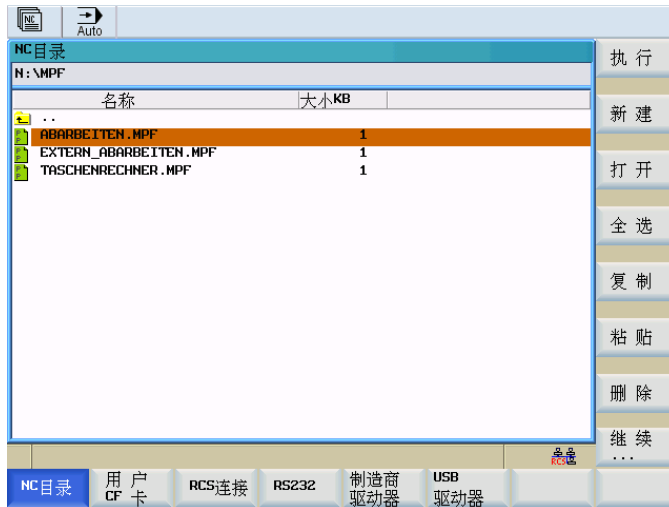 NC
Auto
NC目录
N:\MPF
名称 大小KB
..
ABARBEITEN.MPF 1
EXTERN_ABARBEITEN.MPF 1
TASCHENRECHNER.MPF 1
执行
新建
打开
全选
复制
粘贴
删除
继续
...
RCS
NC目录
用户
CF卡
RCS连接
RS232
制造商
驱动器
USB
驱动器